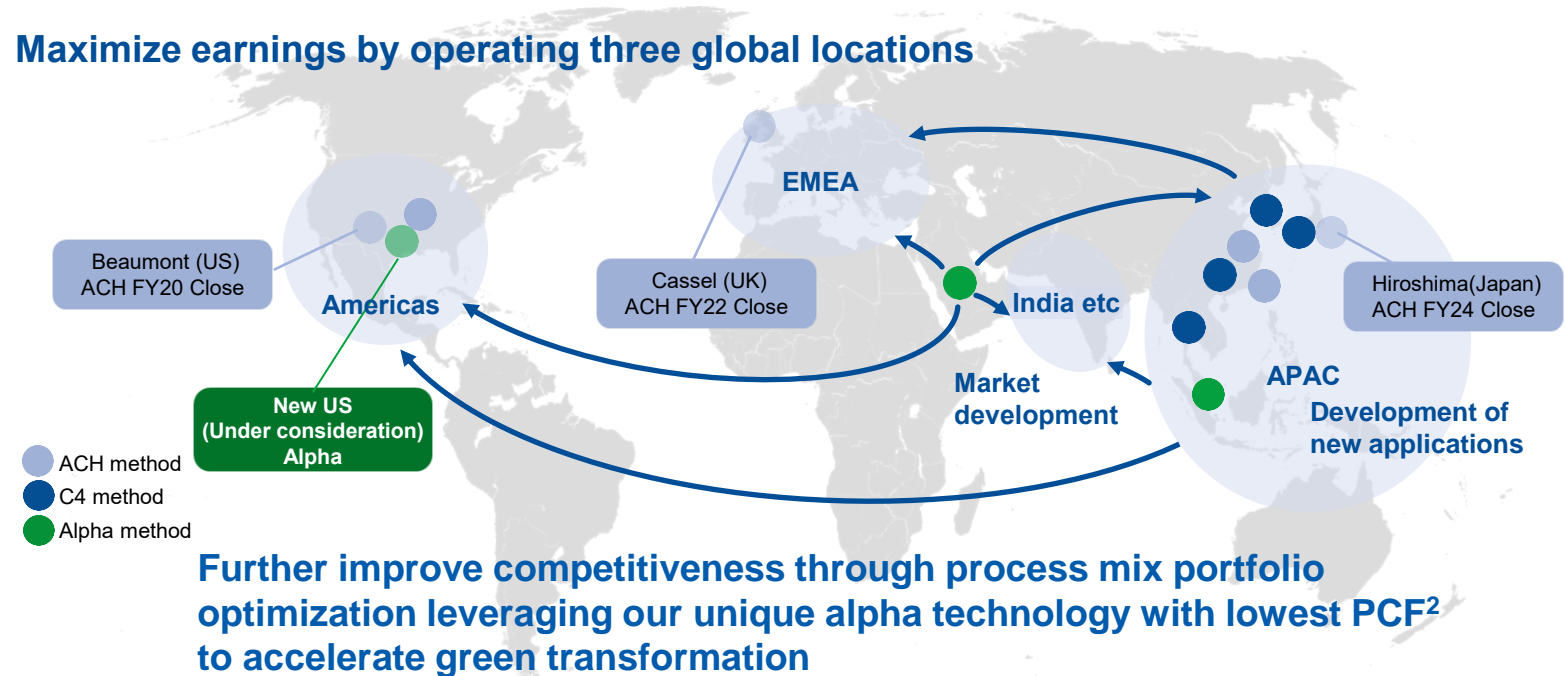 Maximize earnings by operating three global locations
EMEA
Beaumont (US)
ACH FY20 Close
Americas
Cassel (UK)
ACH FY22 Close
India etc
Hiroshima(Japan)
ACH FY24 Close
Market
development
APAC
Development of
new applications
New US
(Under consideration)
Alpha
ACH method
C4 method
Alpha method
Further improve competitiveness through process mix portfolio
optimization leveraging our unique alpha technology with lowest PCF²
to accelerate green transformation